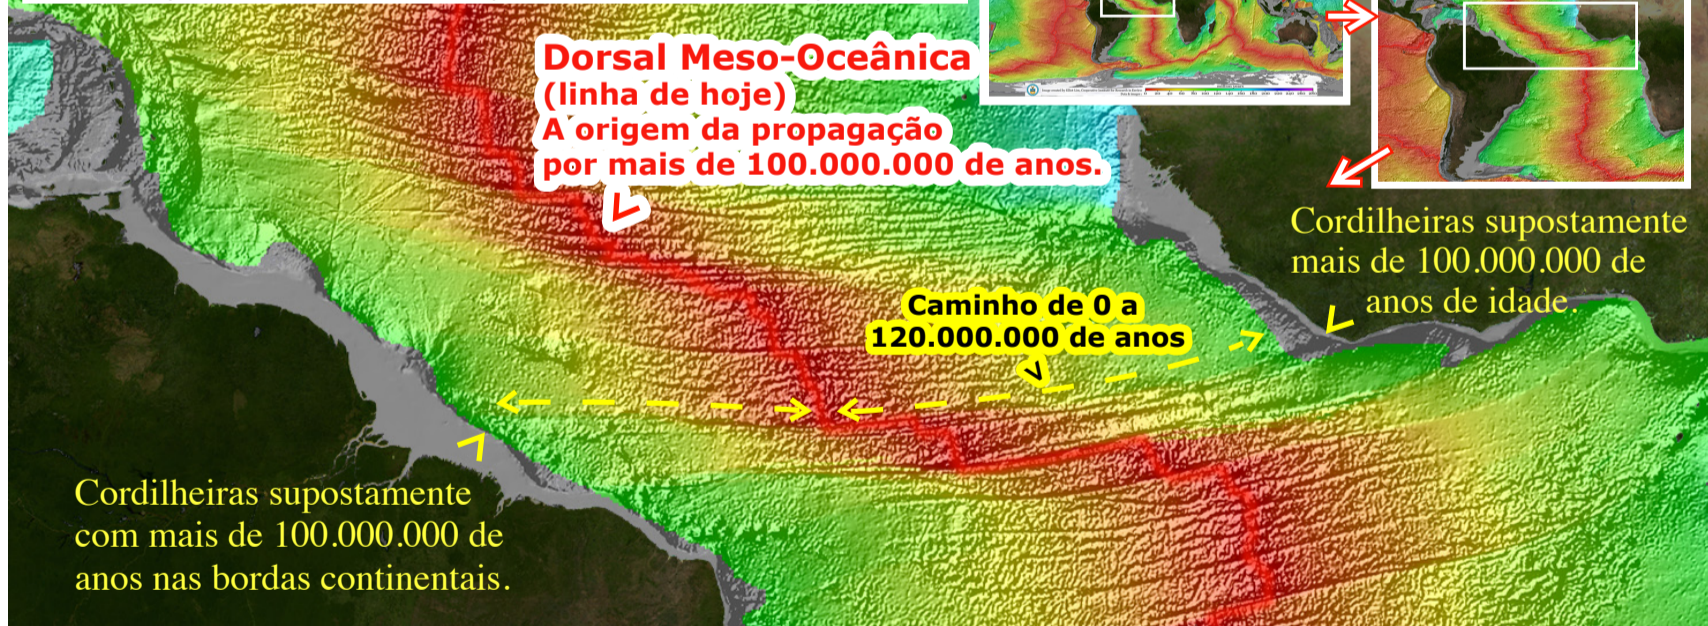 Dorsal Meso-Oceânica
(linha de hoje)
A origem da propagação
por mais de 100.000.000 de anos.
Cordilheiras supostamente
mais de 100.000.000 de
anos de idade.
Caminho de 0 a
120.000.000 de anos
Cordilheiras supostamente
com mais de 100.000.000 de
anos nas bordas continentais.